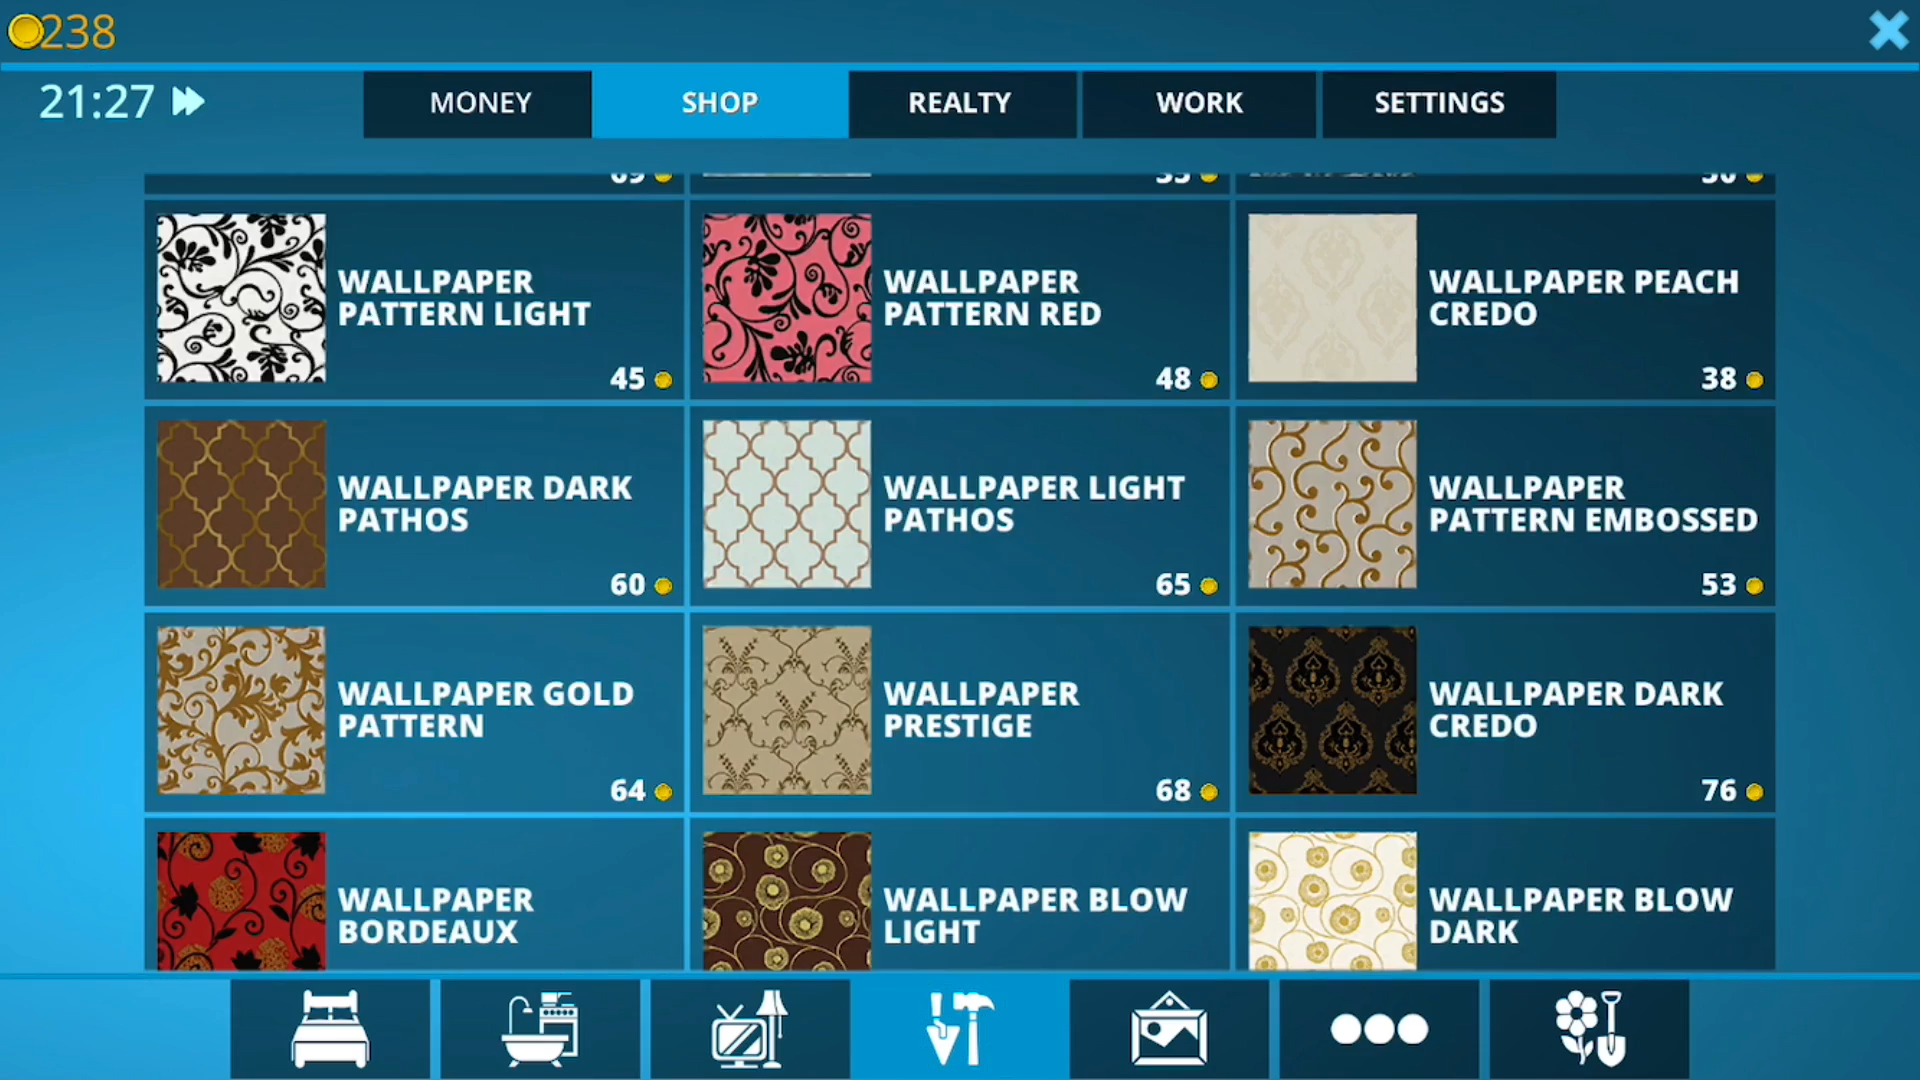 238
21:27
MONEY
SHOP
REALTY
WORK
SETTINGS
WALLPAPER
PATTERN LIGHT
45
WALLPAPER
PATTERN RED
48
WALLPAPER PEACH
CREDO
38
WALLPAPER DARK
PATHOS
60
WALLPAPER LIGHT
PATHOS
65
WALLPAPER
PATTERN EMBOSSED
53
WALLPAPER GOLD
PATTERN
64
WALLPAPER
PRESTIGE
68
WALLPAPER DARK
CREDO
76
WALLPAPER
BORDEAUX
WALLPAPER BLOW
LIGHT
WALLPAPER BLOW
DARK